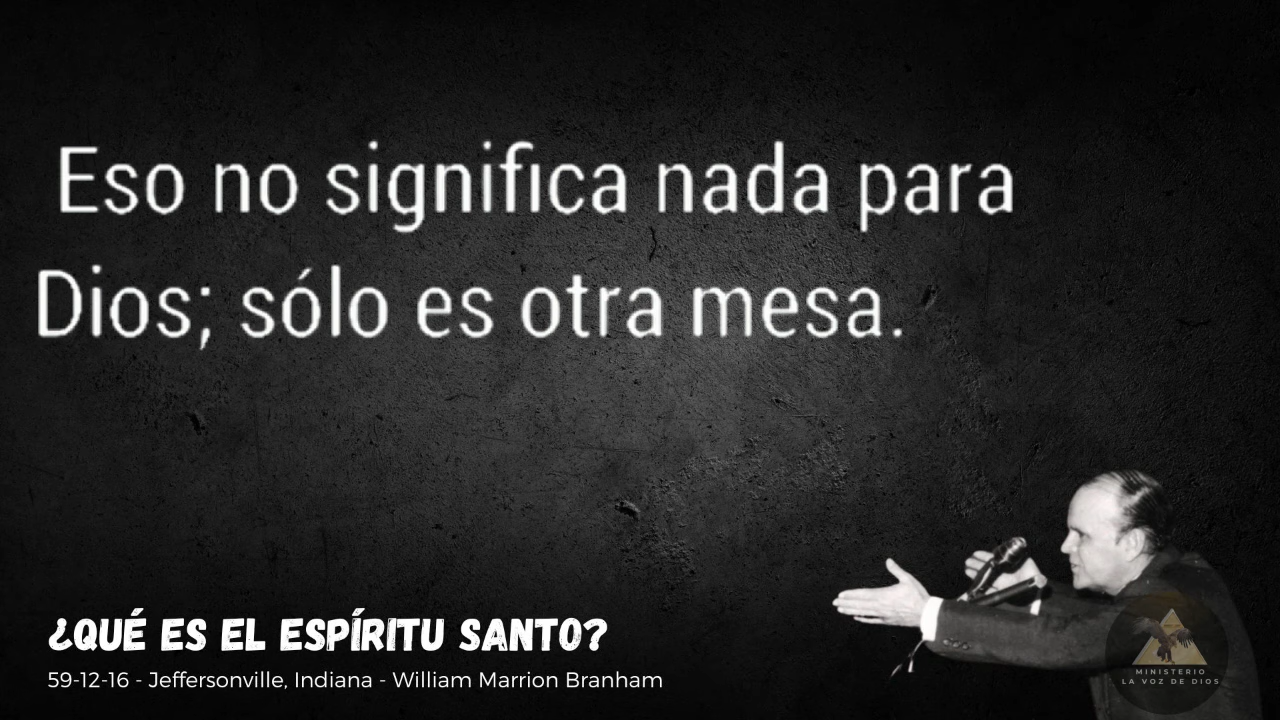 Eso no significa nada para
Dios; sólo es otra mesa.
¿QUÉ ES EL ESPÍRITU SANTO?
59-12-16 - Jeffersonville, Indiana - William Marrion Branham
MINISTERIO
LA VOZ DE DIOS